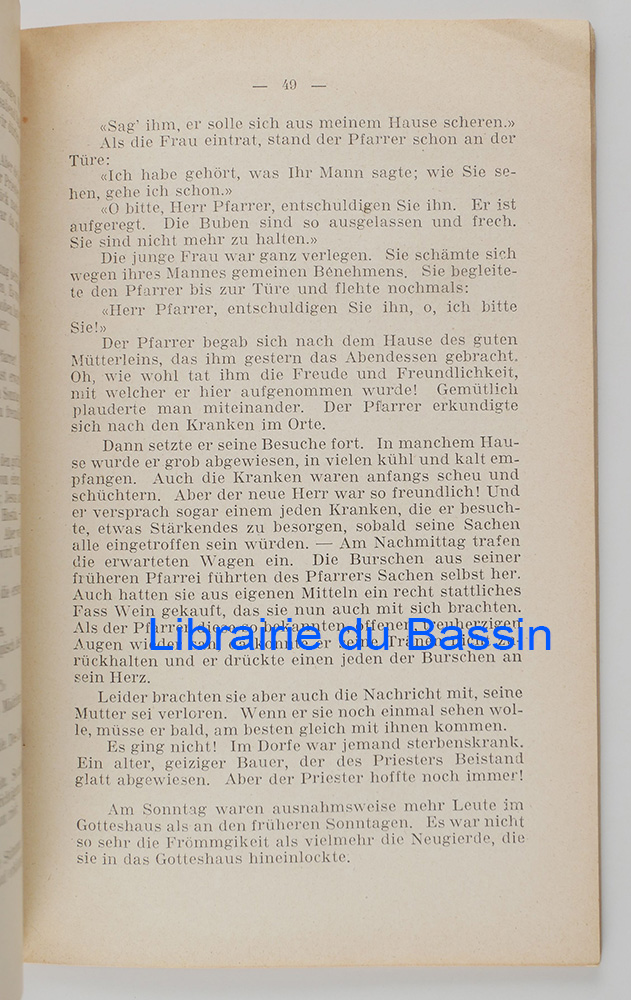 — 49 —
«Sag' ihm, er solle sich aus meinem Hause scheren.»
Als die Frau eintrat, stand der Pfarrer schon an der
Türe:
«Ich habe gehört, was Ihr Mann sagte; wie Sie se-
hen, gehe ich schon.»
«O bitte, Herr Pfarrer, entschuldigen Sie ihn. Er ist
aufgeregt. Die Buben sind so ausgelassen und frech.
Sie sind nicht mehr zu halten.»
Die junge Frau war ganz verlegen. Sie schämte sich
wegen ihres Mannes gemeinen Benehmens. Sie begleite-
te den Pfarrer bis zur Türe und flehte nochmals:
«Herr Pfarrer, entschuldigen Sie ihn, o, ich bitte
Sie!»
Der Pfarrer begab sich nach dem Hause des guten
Mütterleins, das ihm gestern das Abendessen gebracht.
Oh, wie wohl tat ihm die Freude und Freundlichkeit,
mit welcher er hier aufgenommen wurde! Gemütlich
plauderte man miteinander. Der Pfarrer erkundigte
sich nach den Kranken im Orte.
Dann setzte er seine Besuche fort. In manchem Hau-
se wurde er grob abgewiesen, in vielen kühl und kalt em-
pfangen. Auch die Kranken waren anfangs scheu und
schüchtern. Aber der neue Herr war so freundlich! Und
er versprach sogar einem jeden Kranken, die er besuch-
te, etwas Stärkendes zu besorgen, sobald seine Sachen
alle eingetroffen sein würden. — Am Nachmittag trafen
die erwarteten Wagen ein. Die Burschen aus seiner
früheren Pfarrei führten des Pfarrers Sachen selbst her.
Auch hatten sie aus eigenen Mitteln ein recht stattliches
Fass Wein gekauft, das sie nun auch mit sich brachten.
Als der Pfarrer diese so bekannten offenen
Augen konnte er seine Tränen
rückhalten und er drückte einen jeden der Burschen an
sein Herz.
Leider brachten sie aber auch die Nachricht mit, seine
Mutter sei verloren. Wenn er sie noch einmal sehen wol-
le, müsse er bald, am besten gleich mit ihnen kommen.
Es ging nicht! Im Dorfe war jemand sterbenskrank.
Ein alter, geiziger Bauer, der des Priesters Beistand
glatt abgewiesen. Aber der Priester hoffte noch immer!
Am Sonntag waren ausnahmsweise mehr Leute im
Gotteshaus als an den früheren Sonntagen. Es war nicht
so sehr die Frömmgikeit als vielmehr die Neugierde, die
sie in das Gotteshaus hineinlockte.
Librairie du Bassin